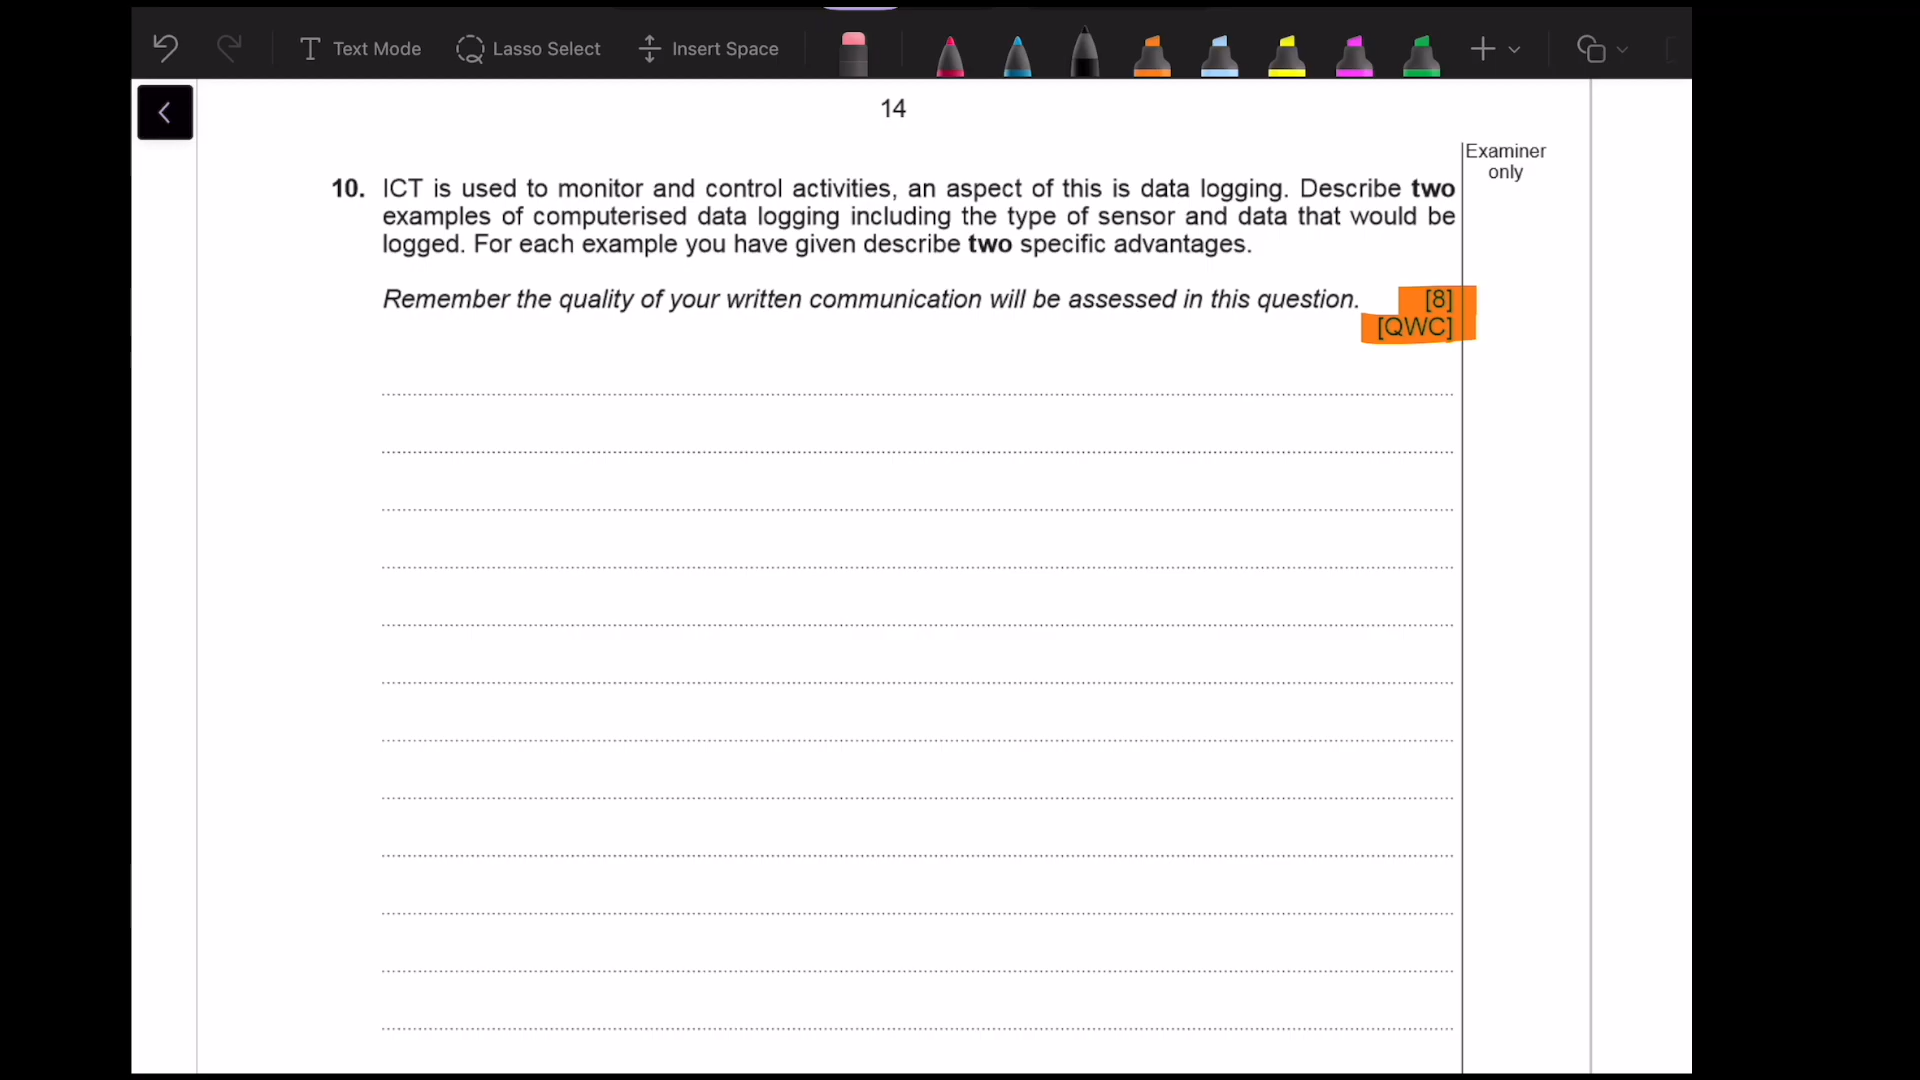 Text Mode
Lasso Select
Insert Space
14
Examiner
only
10. ICT is used to monitor and control activities, an aspect of this is data logging. Describe two
examples of computerised data logging including the type of sensor and data that would be
logged. For each example you have given describe two specific advantages.
Remember the quality of your written communication will be assessed in this question. [8]
[QWC]